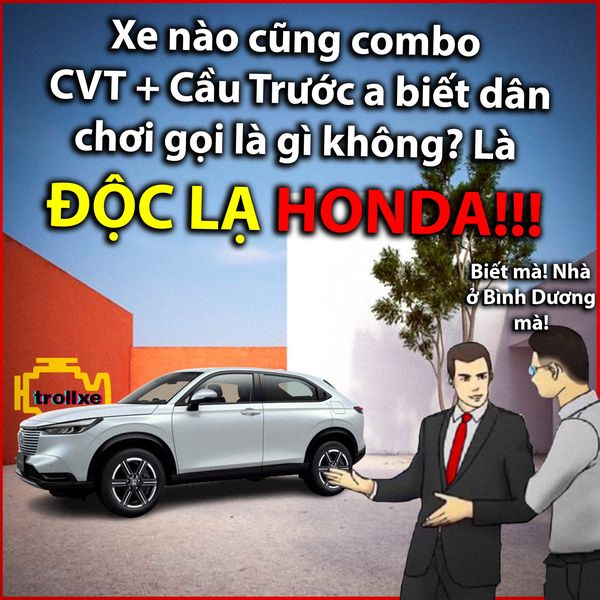 Xe nào cũng combo
CVT + Cầu Trước a biết dân
chơi gọi là gì không? Là
ĐỘC LẠ HONDA!!!
Biết mà! Nhà
ở Bình Dương
mà!
trollxe